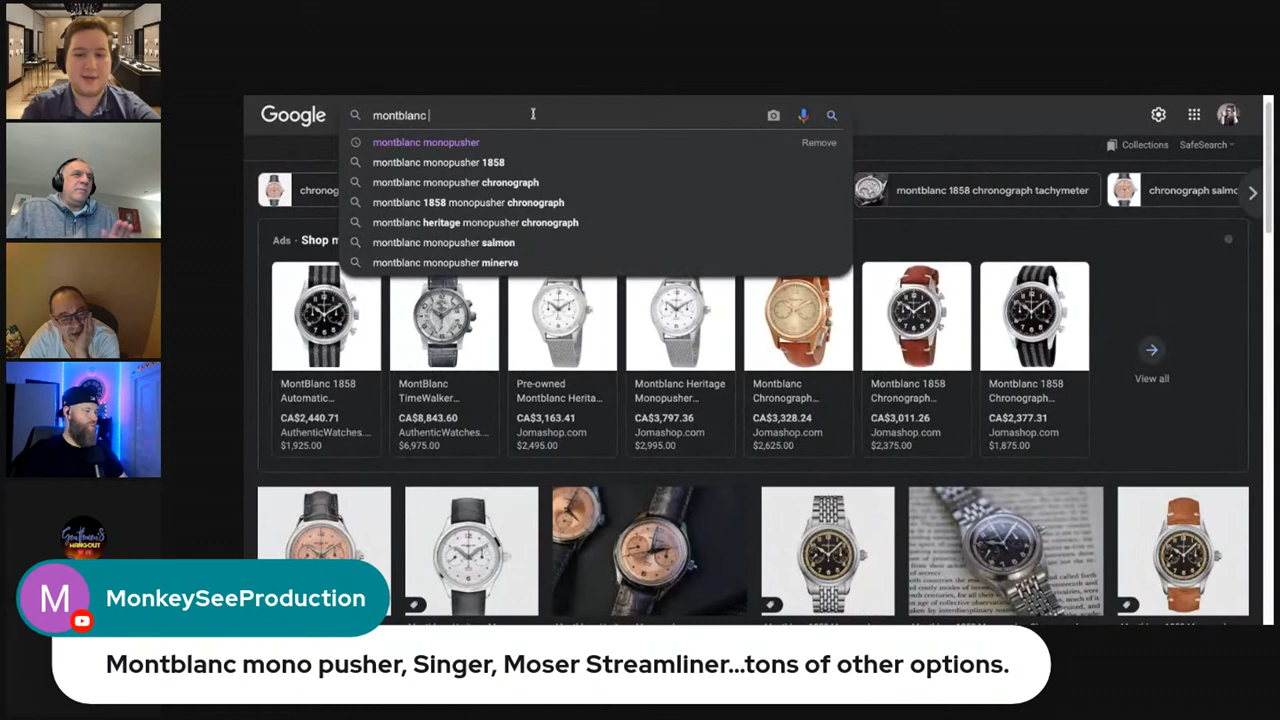 Google
montblanc
montblanc monopusher
Remove
montblanc monopusher 1858
montblanc monopusher chronograph
montblanc 1858 monopusher chronograph
montblanc heritage monopusher chronograph
montblanc monopusher salmon
montblanc monopusher minerva
Collections
SafeSearch
montblanc 1858 chronograph tachymeter
Ads · Shop
MontBlanc 1858
Automatic...
CA$2,440.71
AuthenticWatches....
$1,925.00
MontBlanc
TimeWalker...
CA$8,843.60
AuthenticWatches....
$6,975.00
Pre-owned
Montblanc Herita...
CA$3,163.41
Jomashop.com
$2,495.00
Montblanc Heritage
Monopusher...
CA$3,797.36
Jomashop.com
$2,995.00
Montblanc
Chronograph...
CA$3,328.24
Jomashop.com
$2,625.00
Montblanc 1858
Chronograph...
CA$3,011.26
Jomashop.com
$2,375.00
Montblanc 1858
Chronograph...
CA$2,377.31
Jomashop.com
$1,875.00
View all
GENTLEMEN'S
HANGOUT
M
MonkeySeeProduction
Montblanc mono pusher, Singer, Moser Streamliner...tons of other options.